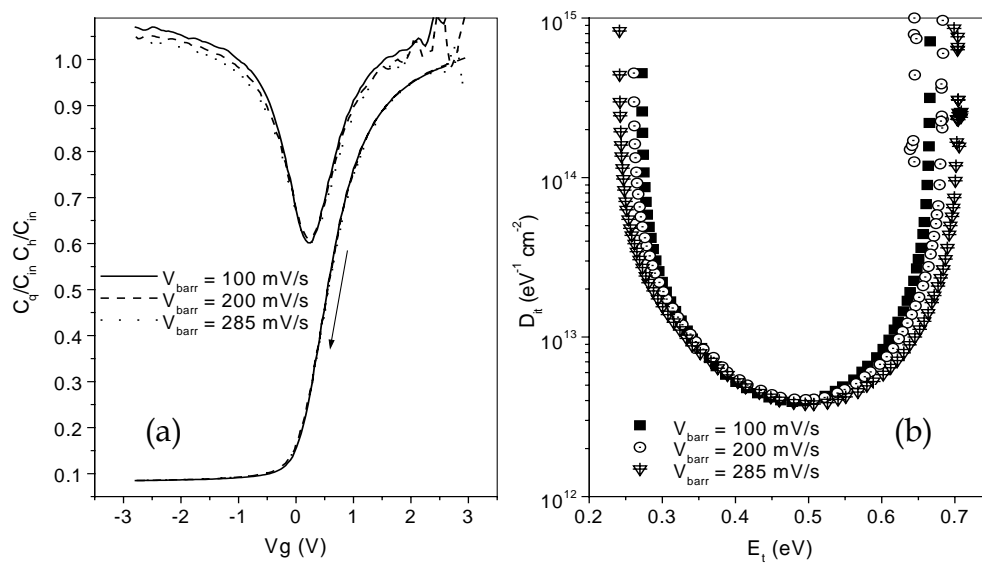 (a)
1.0
0.9
0.8
0.7
0.6
0.5
0.4
0.3
0.2
0.1
C_q/C_in C_h/C_in
V_barr = 100 mV/s
V_barr = 200 mV/s
V_barr = 285 mV/s
-3 -2 -1 0 1 2 3
Vg (V)
10^15
10^14
10^13
10^12
D_it (eV^-1 cm^-2)
(b)
V_barr = 100 mV/s
V_barr = 200 mV/s
V_barr = 285 mV/s
0.2 0.3 0.4 0.5 0.6 0.7
E_t (eV)